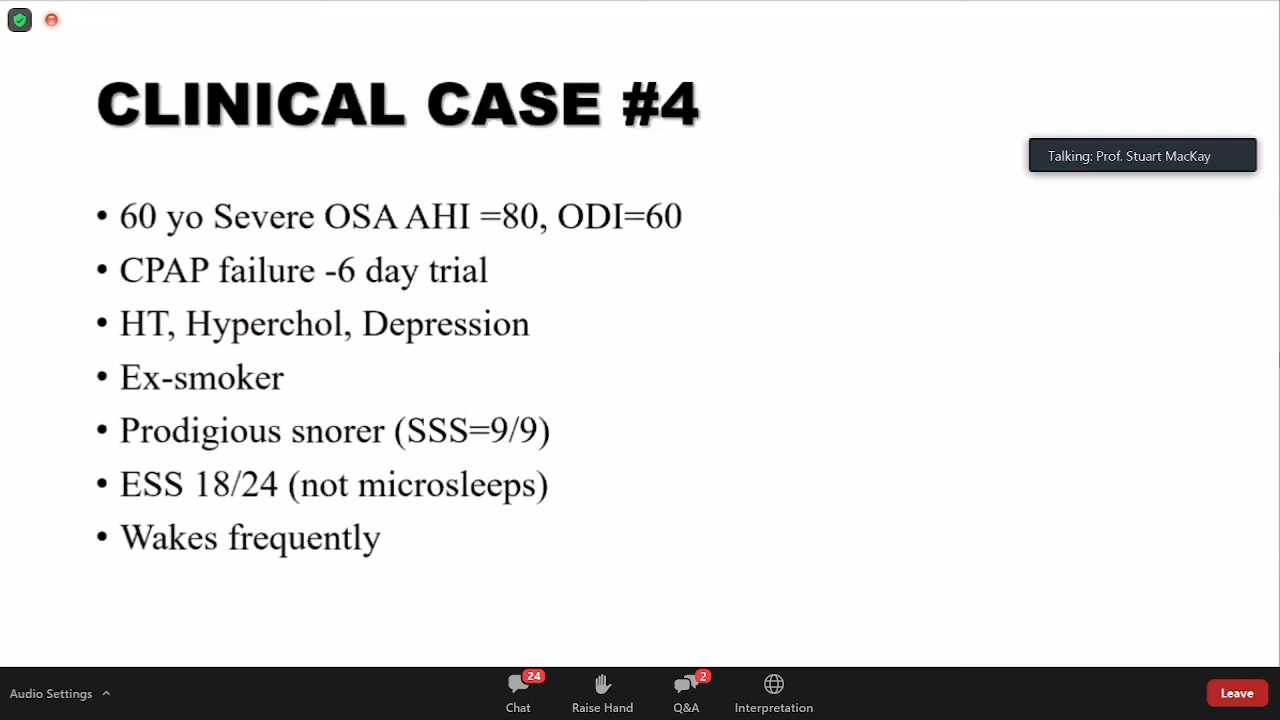 CLINICAL CASE #4
Talking: Prof. Stuart MacKay
• 60 yo Severe OSA AHI =80, ODI=60
• CPAP failure -6 day trial
• HT, Hyperchol, Depression
• Ex-smoker
• Prodigious snorer (SSS=9/9)
• ESS 18/24 (not microsleeps)
• Wakes frequently
Audio Settings
24
Chat
Raise Hand
2
Q&A
Interpretation
Leave